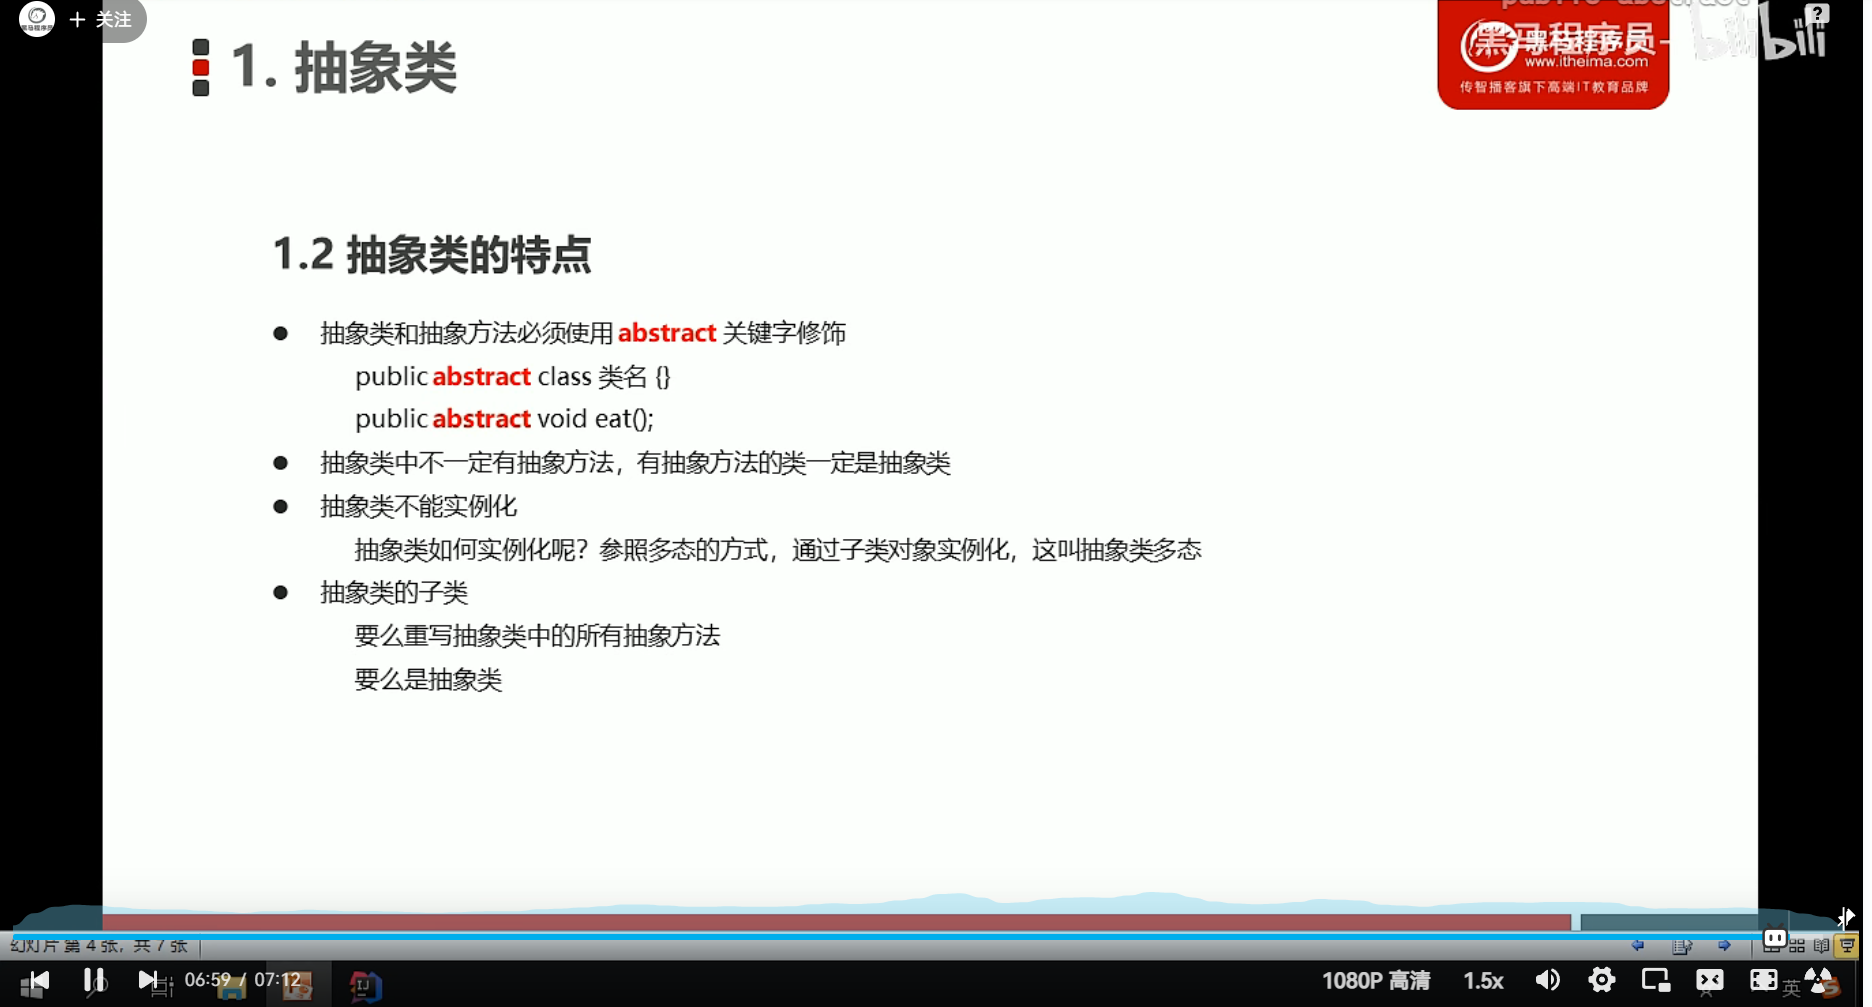 + 关注
1. 抽象类
黑马程序员
www.itheima.com
传智播客旗下高端IT教育品牌
bilibili
1.2 抽象类的特点
抽象类和抽象方法必须使用 abstract 关键字修饰
public abstract class 类名 {}
public abstract void eat();
抽象类中不一定有抽象方法，有抽象方法的类一定是抽象类
抽象类不能实例化
抽象类如何实例化呢？参照多态的方式，通过子类对象实例化，这叫抽象类多态
抽象类的子类
要么重写抽象类中的所有抽象方法
要么是抽象类
幻灯片 第 4 张，共 7 张
06:59 / 07:12
1080P 高清
1.5x
英